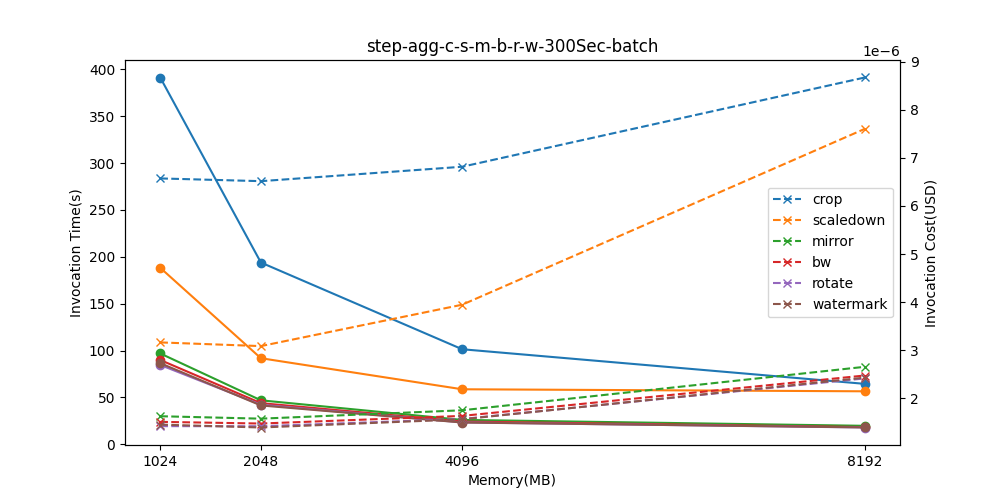 step-agg-c-s-m-b-r-w-300Sec-batch
1e−6
400
350
300
250
200
150
100
50
0
Invocation Time(s)
9
8
7
6
5
4
3
2
Invocation Cost(USD)
crop
scaledown
mirror
bw
rotate
watermark
1024 2048 4096 8192
Memory(MB)